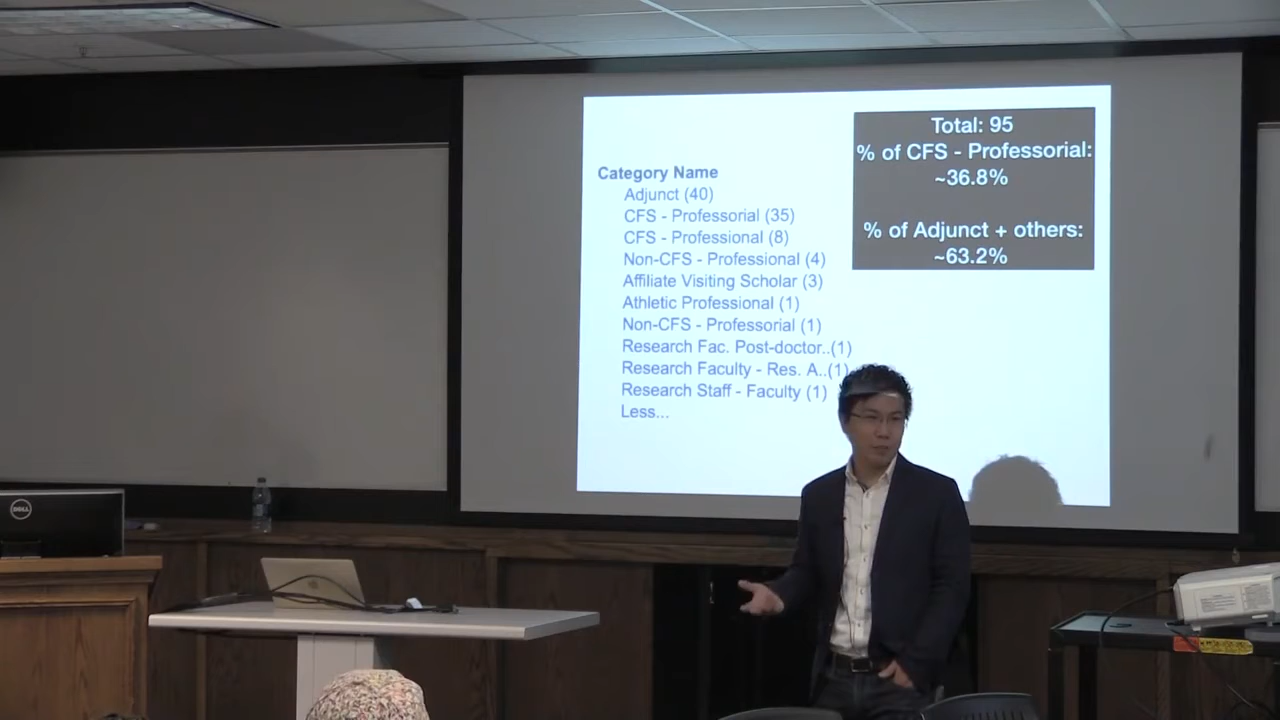 Total: 95
% of CFS - Professorial:
~36.8%
% of Adjunct + others:
~63.2%
Category Name
Adjunct (40)
CFS - Professorial (35)
CFS - Professional (8)
Non-CFS - Professional (4)
Affiliate Visiting Scholar (3)
Athletic Professional (1)
Non-CFS - Professorial (1)
Research Fac. Post-doctor..(1)
Research Faculty - Res. A..(1)
Research Staff - Faculty (1)
Less...
DELL